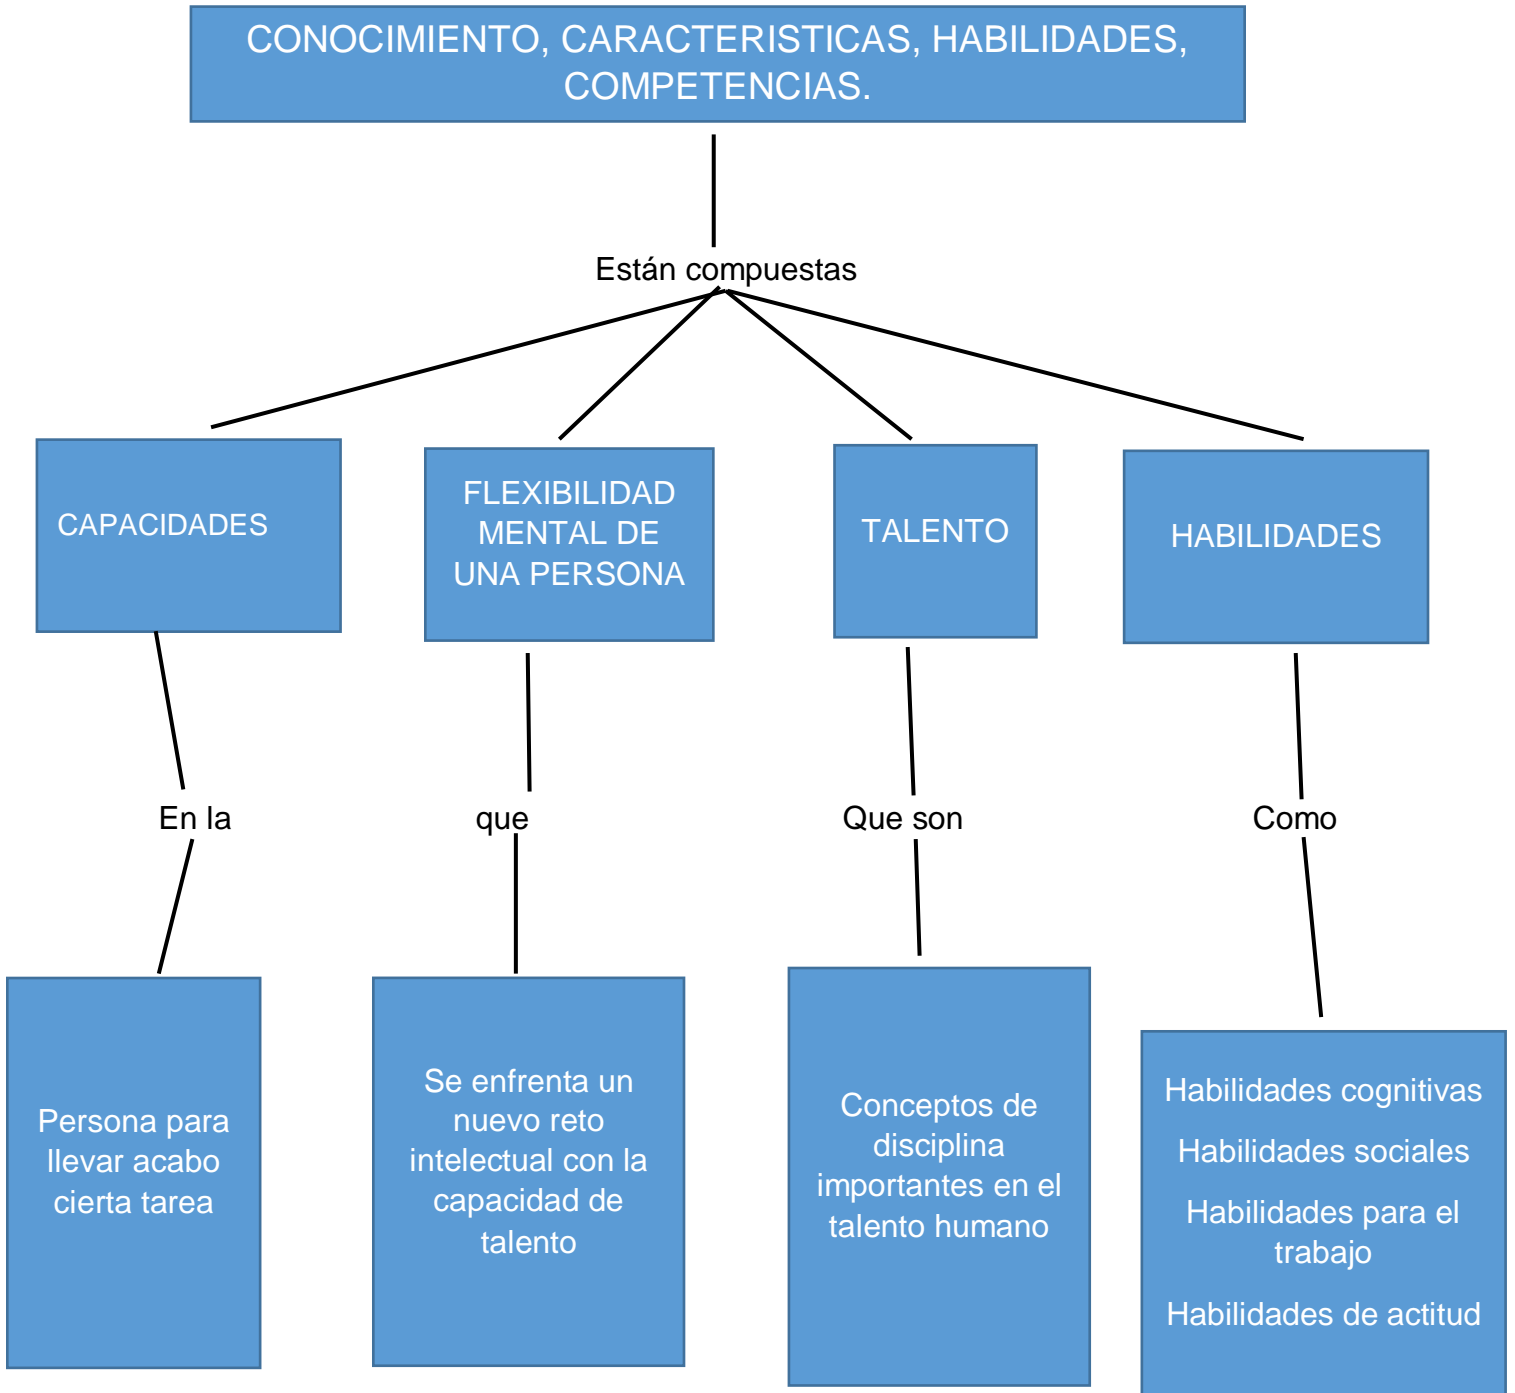 CONOCIMIENTO, CARACTERISTICAS, HABILIDADES,
COMPETENCIAS.
Están compuestas
CAPACIDADES
FLEXIBILIDAD
MENTAL DE
UNA PERSONA
TALENTO
HABILIDADES
En la
que
Que son
Como
Persona para
llevar acabo
cierta tarea
Se enfrenta un
nuevo reto
intelectual con la
capacidad de
talento
Conceptos de
disciplina
importantes en el
talento humano
Habilidades cognitivas
Habilidades sociales
Habilidades para el
trabajo
Habilidades de actitud